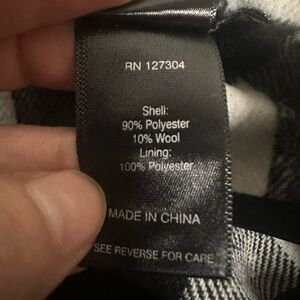 RN 127304
Shell:
90% Polyester
10% Wool
Lining:
100% Polyester
MADE IN CHINA
SEE REVERSE FOR CARE